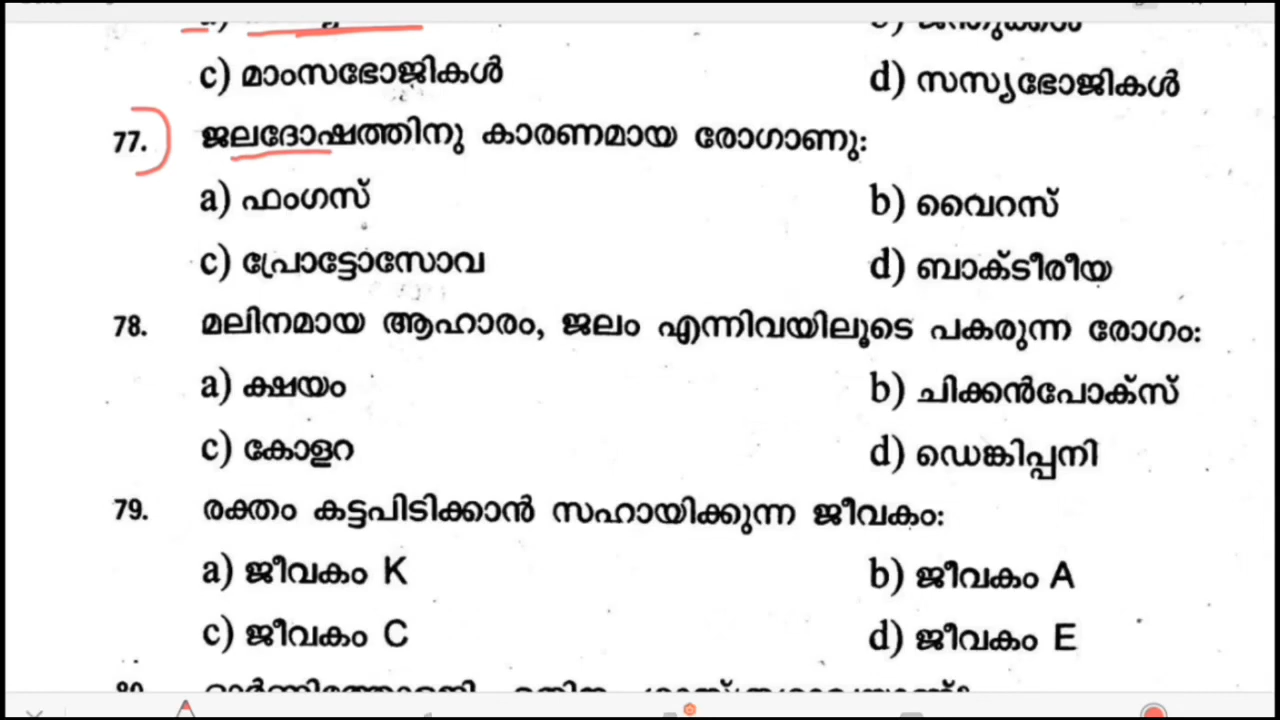 c) മാംസഭോജികൾ d) സസ്യഭോജികൾ
77. ജലദോഷത്തിനു കാരണമായ രോഗാണു:
a) ഫംഗസ് b) വൈറസ്
c) പ്രോട്ടോസോവ d) ബാക്ടീരീയ
78. മലിനമായ ആഹാരം, ജലം എന്നിവയിലൂടെ പകരുന്ന രോഗം:
a) ക്ഷയം b) ചിക്കൻപോക്സ്
c) കോളറ d) ഡെങ്കിപ്പനി
79. രക്തം കട്ടപിടിക്കാൻ സഹായിക്കുന്ന ജീവകം:
a) ജീവകം K b) ജീവകം A
c) ജീവകം C d) ജീവകം E